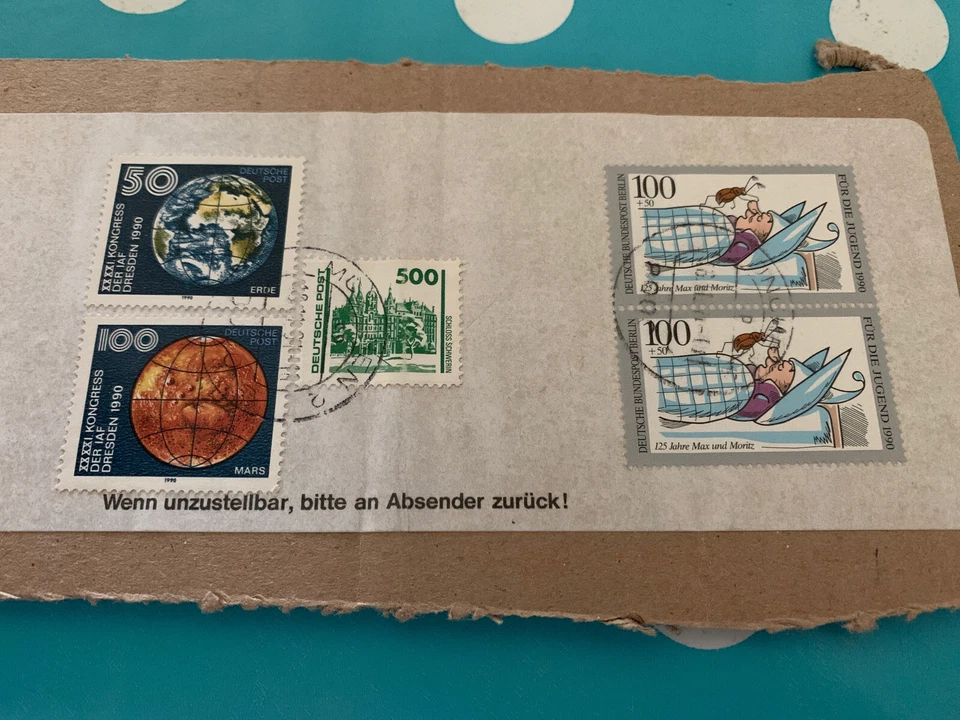 50
DEUTSCHE
POST
XXXXI KONGRESS
DER IAF
DRESDEN 1990
ERDE
1990
100
DEUTSCHE
POST
XXXXI KONGRESS
DER IAF
DRESDEN 1990
MARS
1990
500
DEUTSCHE POST
SCHLOSS SCHWERIN
100
+50
DEUTSCHE BUNDESPOST BERLIN
FÜR DIE JUGEND 1990
125 Jahre Max und Moritz
100
+50
DEUTSCHE BUNDESPOST BERLIN
FÜR DIE JUGEND 1990
125 Jahre Max und Moritz
Wenn unzustellbar, bitte an Absender zurück!